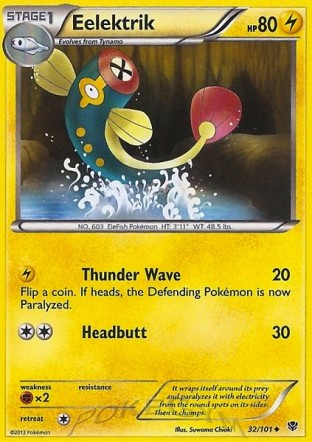 STAGE1 Eelektrik HP80
Evolves from Tynamo
NO. 603 EleFish Pokémon HT: 3'11" WT: 48.5 lbs.
Thunder Wave 20
Flip a coin. If heads, the Defending Pokémon is now
Paralyzed.
Headbutt 30
weakness resistance
×2
retreat
It wraps itself around its prey
and paralyzes it with electricity
from the round spots on its sides.
Then it chomps.
©2013 Pokémon Illus. Suwama Chiaki 32/101